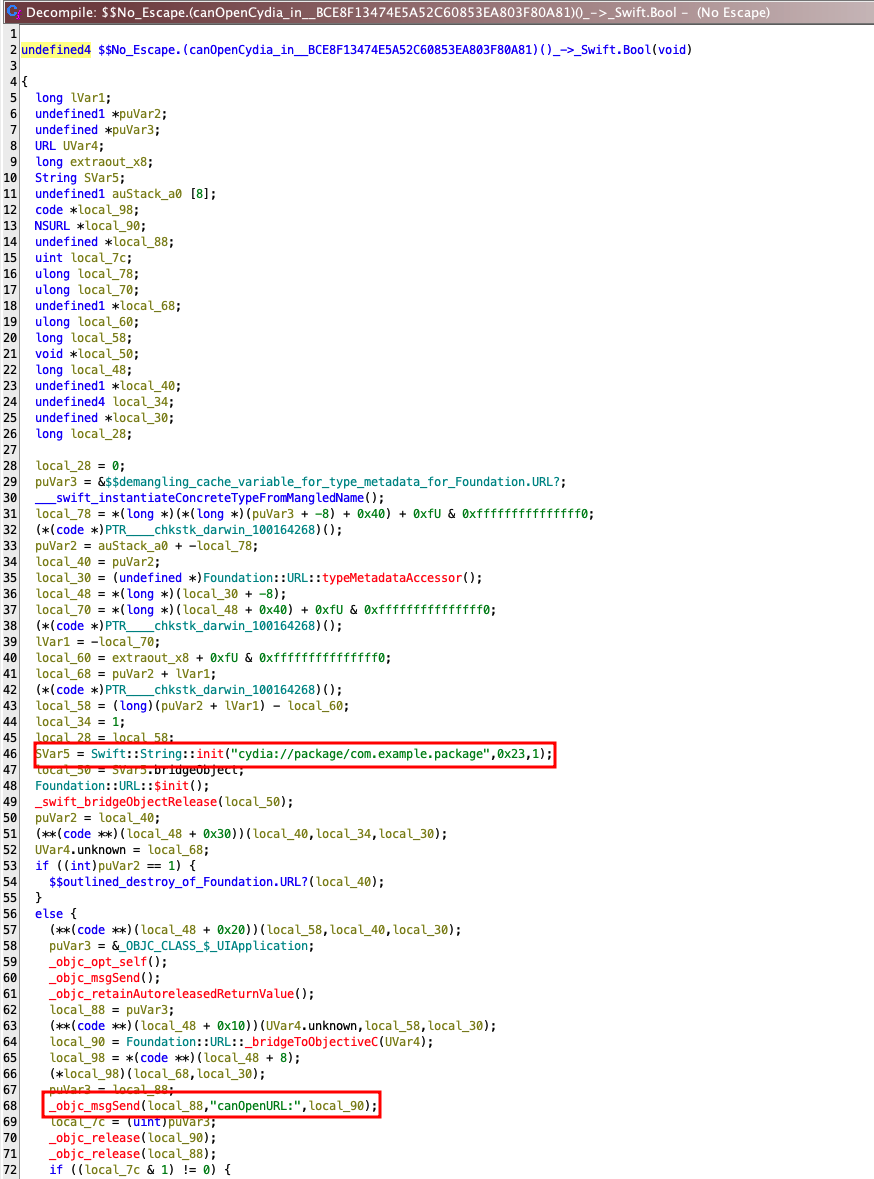 Decompile: $$No_Escape.(canOpenCydia_in__BCE8F13474E5A52C60853EA803F80A81)()_->_Swift.Bool - (No Escape)
1
2 undefined4 $$No_Escape.(canOpenCydia_in__BCE8F13474E5A52C60853EA803F80A81)()_->_Swift.Bool(void)
3
4 {
5 long lVar1;
6 undefined1 *puVar2;
7 undefined *puVar3;
8 URL UVar4;
9 long extraout_x8;
10 String SVar5;
11 undefined1 auStack_a0 [8];
12 code *local_98;
13 NSURL *local_90;
14 undefined *local_88;
15 uint local_7c;
16 ulong local_78;
17 ulong local_70;
18 undefined1 *local_68;
19 ulong local_60;
20 long local_58;
21 void *local_50;
22 long local_48;
23 undefined1 *local_40;
24 undefined4 local_34;
25 undefined *local_30;
26 long local_28;
27
28 local_28 = 0;
29 puVar3 = &$$demangling_cache_variable_for_type_metadata_for_Foundation.URL?;
30 ___swift_instantiateConcreteTypeFromMangledName();
31 local_78 = *(long *)(*(long *)(puVar3 + -8) + 0x40) + 0xfU & 0xfffffffffffffff0;
32 (*(code *)PTR____chkstk_darwin_100164268)();
33 puVar2 = auStack_a0 + -local_78;
34 local_40 = puVar2;
35 local_30 = (undefined *)Foundation::URL::typeMetadataAccessor();
36 local_48 = *(long *)(local_30 + -8);
37 local_70 = *(long *)(local_48 + 0x40) + 0xfU & 0xfffffffffffffff0;
38 (*(code *)PTR____chkstk_darwin_100164268)();
39 lVar1 = -local_70;
40 local_60 = extraout_x8 + 0xfU & 0xfffffffffffffff0;
41 local_68 = puVar2 + lVar1;
42 (*(code *)PTR____chkstk_darwin_100164268)();
43 local_58 = (long)(puVar2 + lVar1) - local_60;
44 local_34 = 1;
45 local_28 = local_58;
46 SVar5 = Swift::String::init("cydia://package/com.example.package",0x23,1);
47 local_50 = SVar5.bridgeObject;
48 Foundation::URL::$init();
49 _swift_bridgeObjectRelease(local_50);
50 puVar2 = local_40;
51 (**(code **)(local_48 + 0x30))(local_40,local_34,local_30);
52 UVar4.unknown = local_68;
53 if ((int)puVar2 == 1) {
54 $$outlined_destroy_of_Foundation.URL?(local_40);
55 }
56 else {
57 (**(code **)(local_48 + 0x20))(local_58,local_40,local_30);
58 puVar3 = &_OBJC_CLASS_$_UIApplication;
59 _objc_opt_self();
60 _objc_msgSend();
61 _objc_retainAutoreleasedReturnValue();
62 local_88 = puVar3;
63 (**(code **)(local_48 + 0x10))(UVar4.unknown,local_58,local_30);
64 local_90 = Foundation::URL::_bridgeToObjectiveC(UVar4);
65 local_98 = *(code **)(local_48 + 8);
66 (*local_98)(local_68,local_30);
67 puVar3 = local_88;
68 _objc_msgSend(local_88,"canOpenURL:",local_90);
69 local_7c = (uint)puVar3;
70 _objc_release(local_90);
71 _objc_release(local_88);
72 if ((local_7c & 1) != 0) {